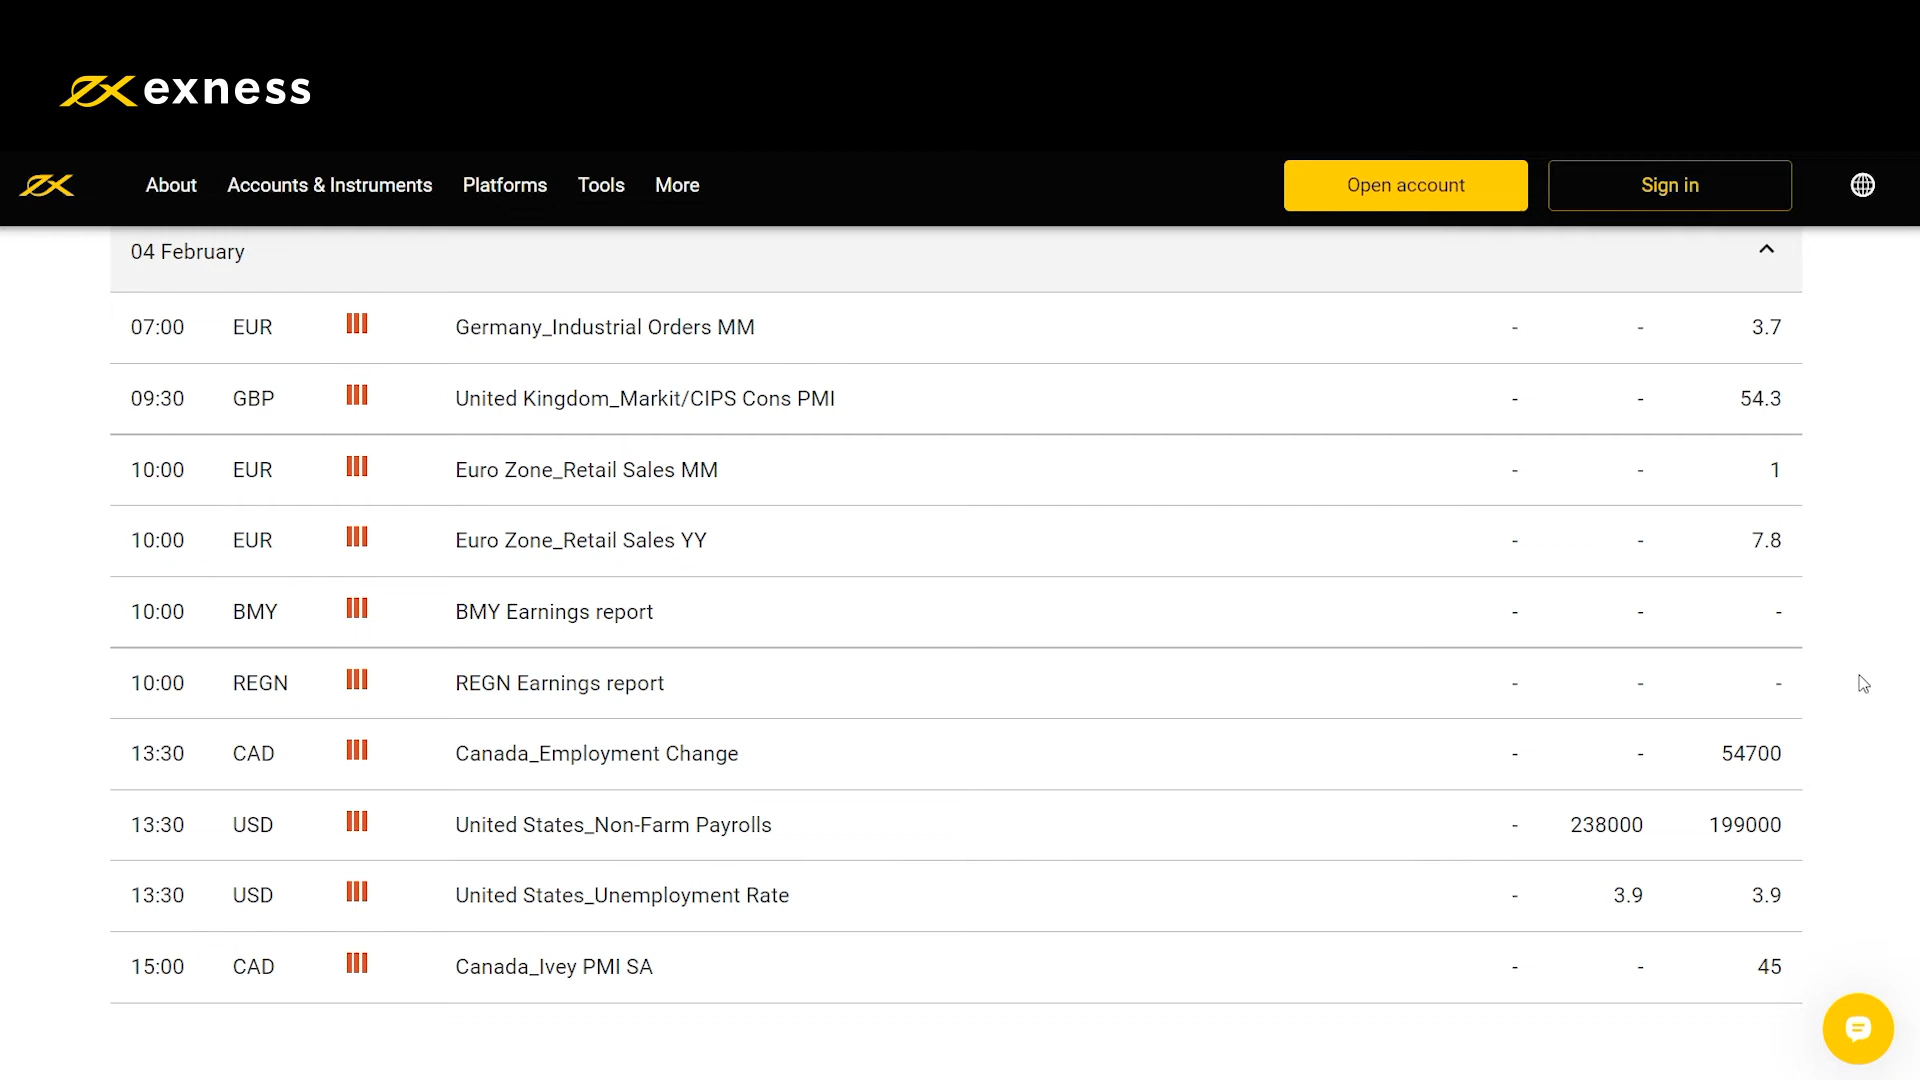 exness
About Accounts & Instruments Platforms Tools More Open account Sign in
04 February
07:00 EUR Germany_Industrial Orders MM - - 3.7
09:30 GBP United Kingdom_Markit/CIPS Cons PMI - - 54.3
10:00 EUR Euro Zone_Retail Sales MM - - 1
10:00 EUR Euro Zone_Retail Sales YY - - 7.8
10:00 BMY BMY Earnings report - - -
10:00 REGN REGN Earnings report - - -
13:30 CAD Canada_Employment Change - - 54700
13:30 USD United States_Non-Farm Payrolls - 238000 199000
13:30 USD United States_Unemployment Rate - 3.9 3.9
15:00 CAD Canada_Ivey PMI SA - - 45